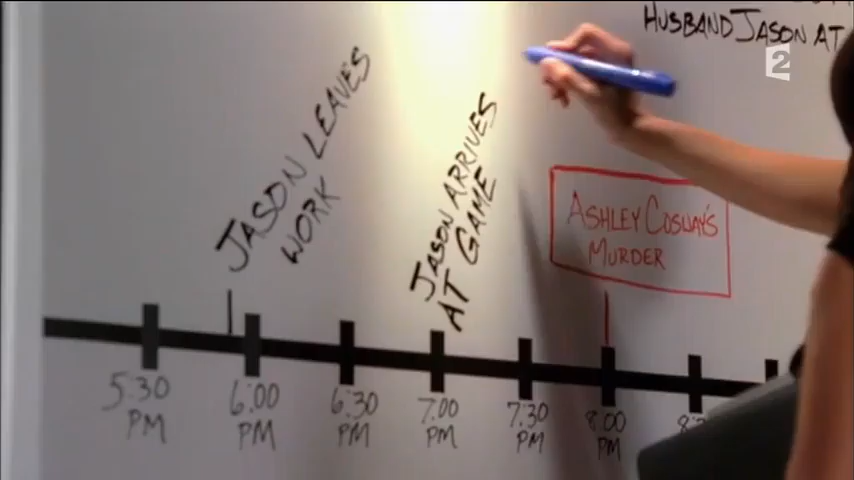 HUSBAND JASON AT
2
JASON LEAVES
WORK
JASON ARRIVES
AT GAME
ASHLEY COSWAY'S
MURDER
5:30
PM
6:00
PM
6:30
PM
7:00
PM
7:30
PM
8:00
PM